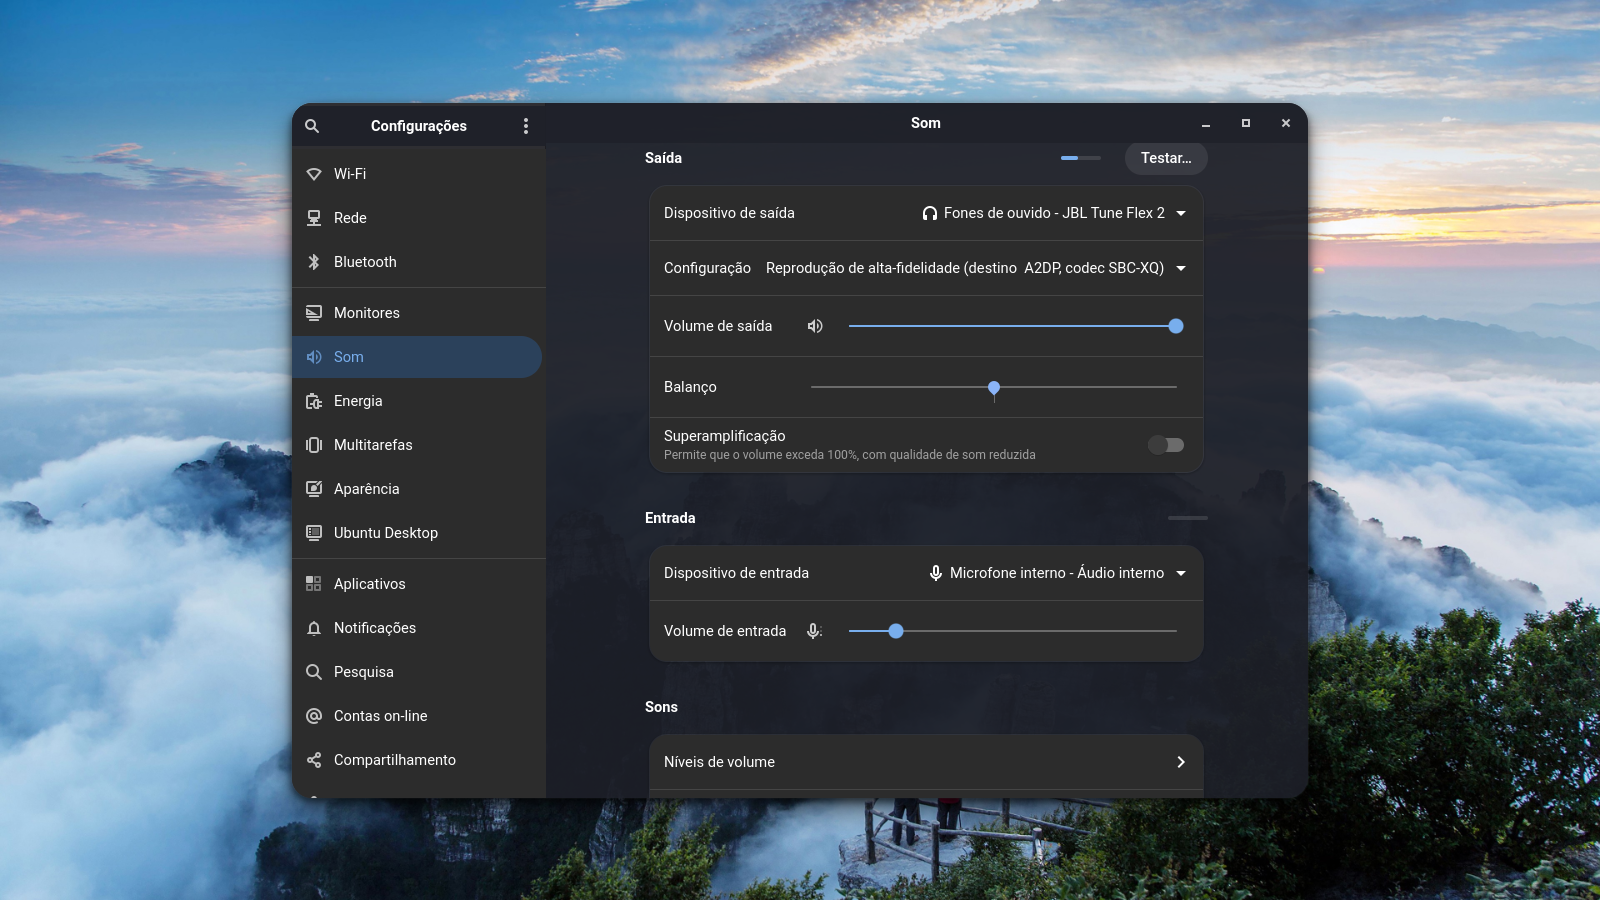 Configurações
Wi-Fi
Rede
Bluetooth
Monitores
Som
Energia
Multitarefas
Aparência
Ubuntu Desktop
Aplicativos
Notificações
Pesquisa
Contas on-line
Compartilhamento
Som
Saída
Testar...
Dispositivo de saída
Fones de ouvido - JBL Tune Flex 2
Configuração
Reprodução de alta-fidelidade (destino A2DP, codec SBC-XQ)
Volume de saída
Balanço
Superamplificação
Permite que o volume exceda 100%, com qualidade de som reduzida
Entrada
Dispositivo de entrada
Microfone interno - Áudio interno
Volume de entrada
Sons
Níveis de volume